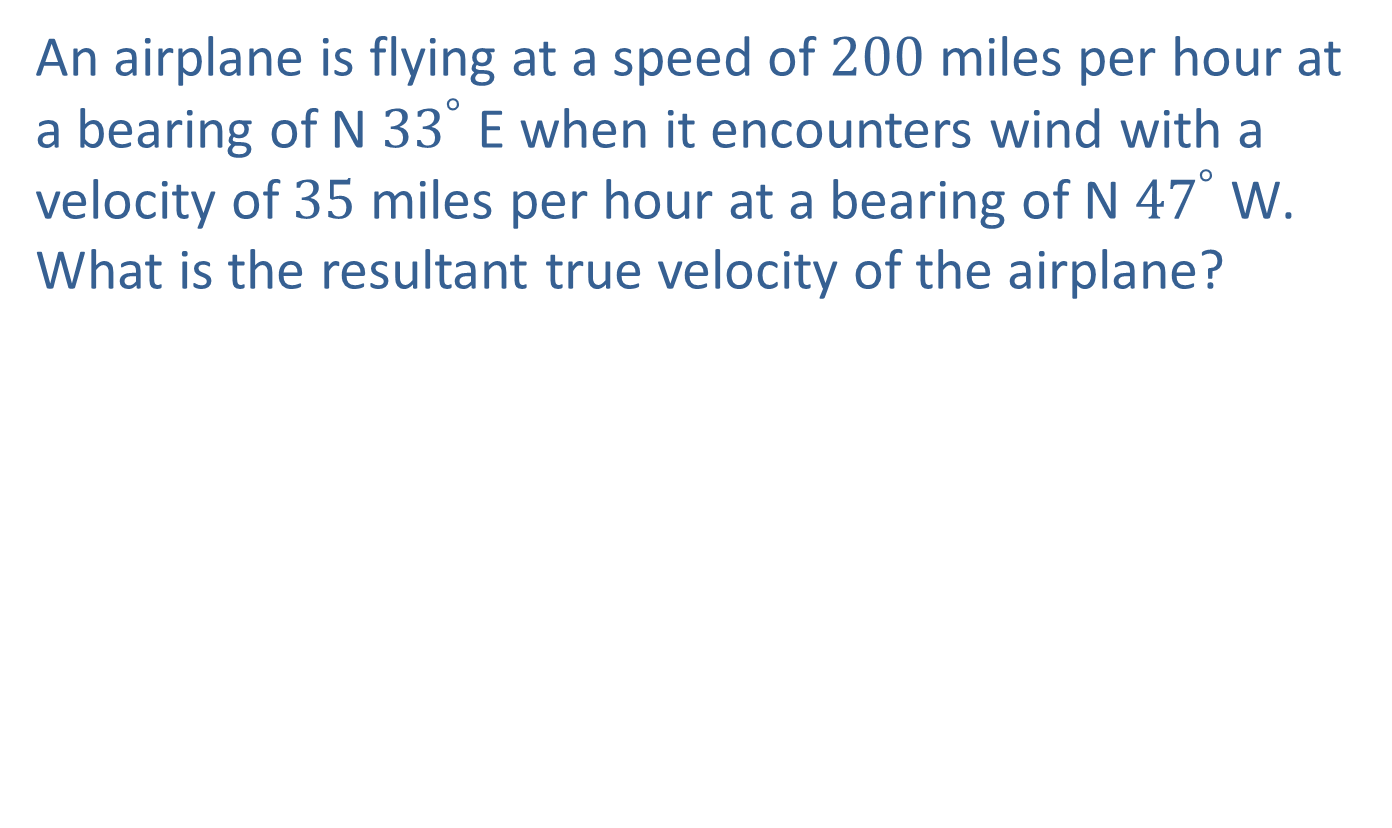 An airplane is flying at a speed of 200 miles per hour at
a bearing of N 33° E when it encounters wind with a
velocity of 35 miles per hour at a bearing of N 47° W.
What is the resultant true velocity of the airplane?